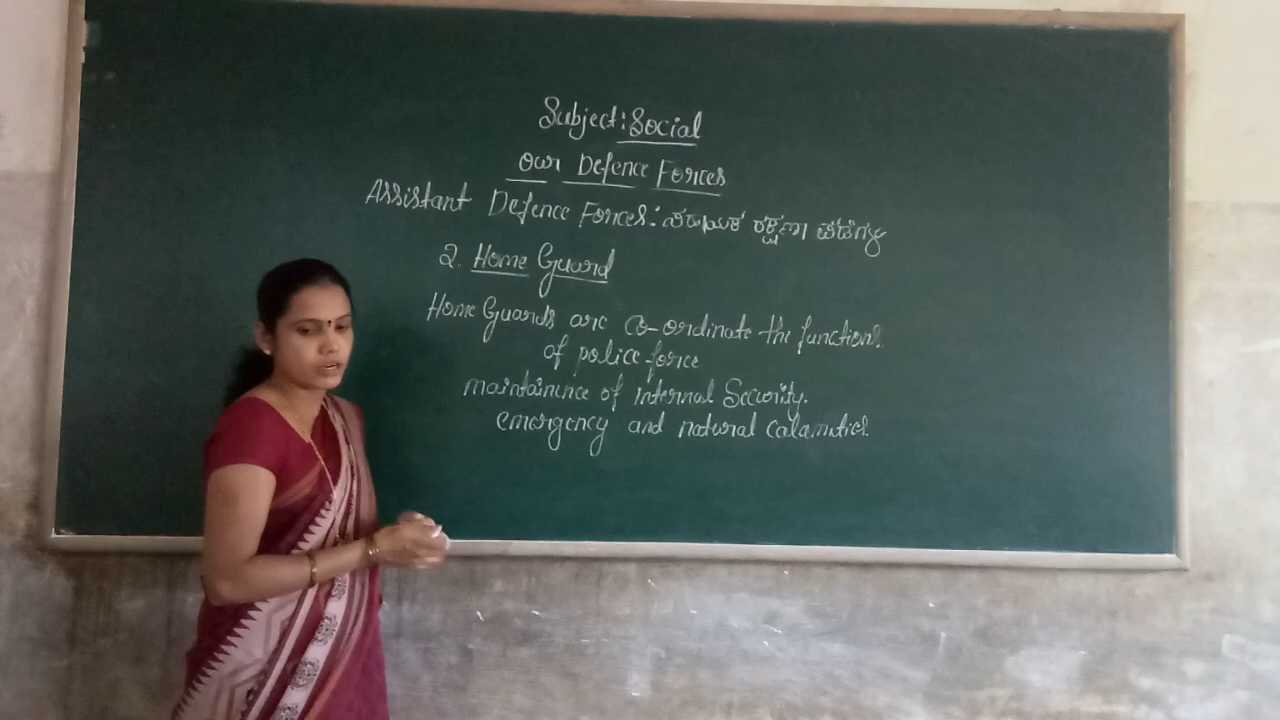 Subject: Social
Our Defence Forces
Assistant Defence Forces: ಸಹಾಯಕ ರಕ್ಷಣಾ ಪಡೆಗಳು
2. Home Guard
Home Guards are co-ordinate the functions.
of police force
maintainence of internal Security.
emergency and natural calamities.